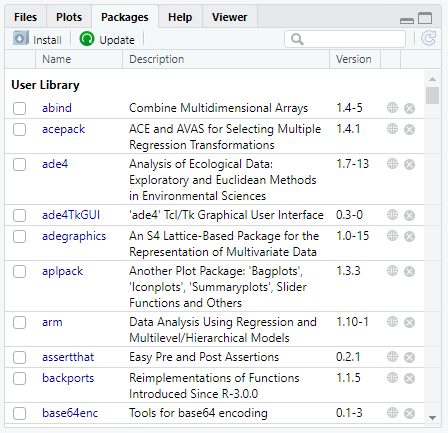 Files Plots Packages Help Viewer
Install Update
Name Description Version
User Library
abind Combine Multidimensional Arrays 1.4-5
acepack ACE and AVAS for Selecting Multiple 1.4.1
Regression Transformations
ade4 Analysis of Ecological Data: 1.7-13
Exploratory and Euclidean Methods
in Environmental Sciences
ade4TkGUI 'ade4' Tcl/Tk Graphical User Interface 0.3-0
adegraphics An S4 Lattice-Based Package for the 1.0-15
Representation of Multivariate Data
aplpack Another Plot Package: 'Bagplots', 1.3.3
'Iconplots', 'Summaryplots', Slider
Functions and Others
arm Data Analysis Using Regression and 1.10-1
Multilevel/Hierarchical Models
assertthat Easy Pre and Post Assertions 0.2.1
backports Reimplementations of Functions 1.1.5
Introduced Since R-3.0.0
base64enc Tools for base64 encoding 0.1-3